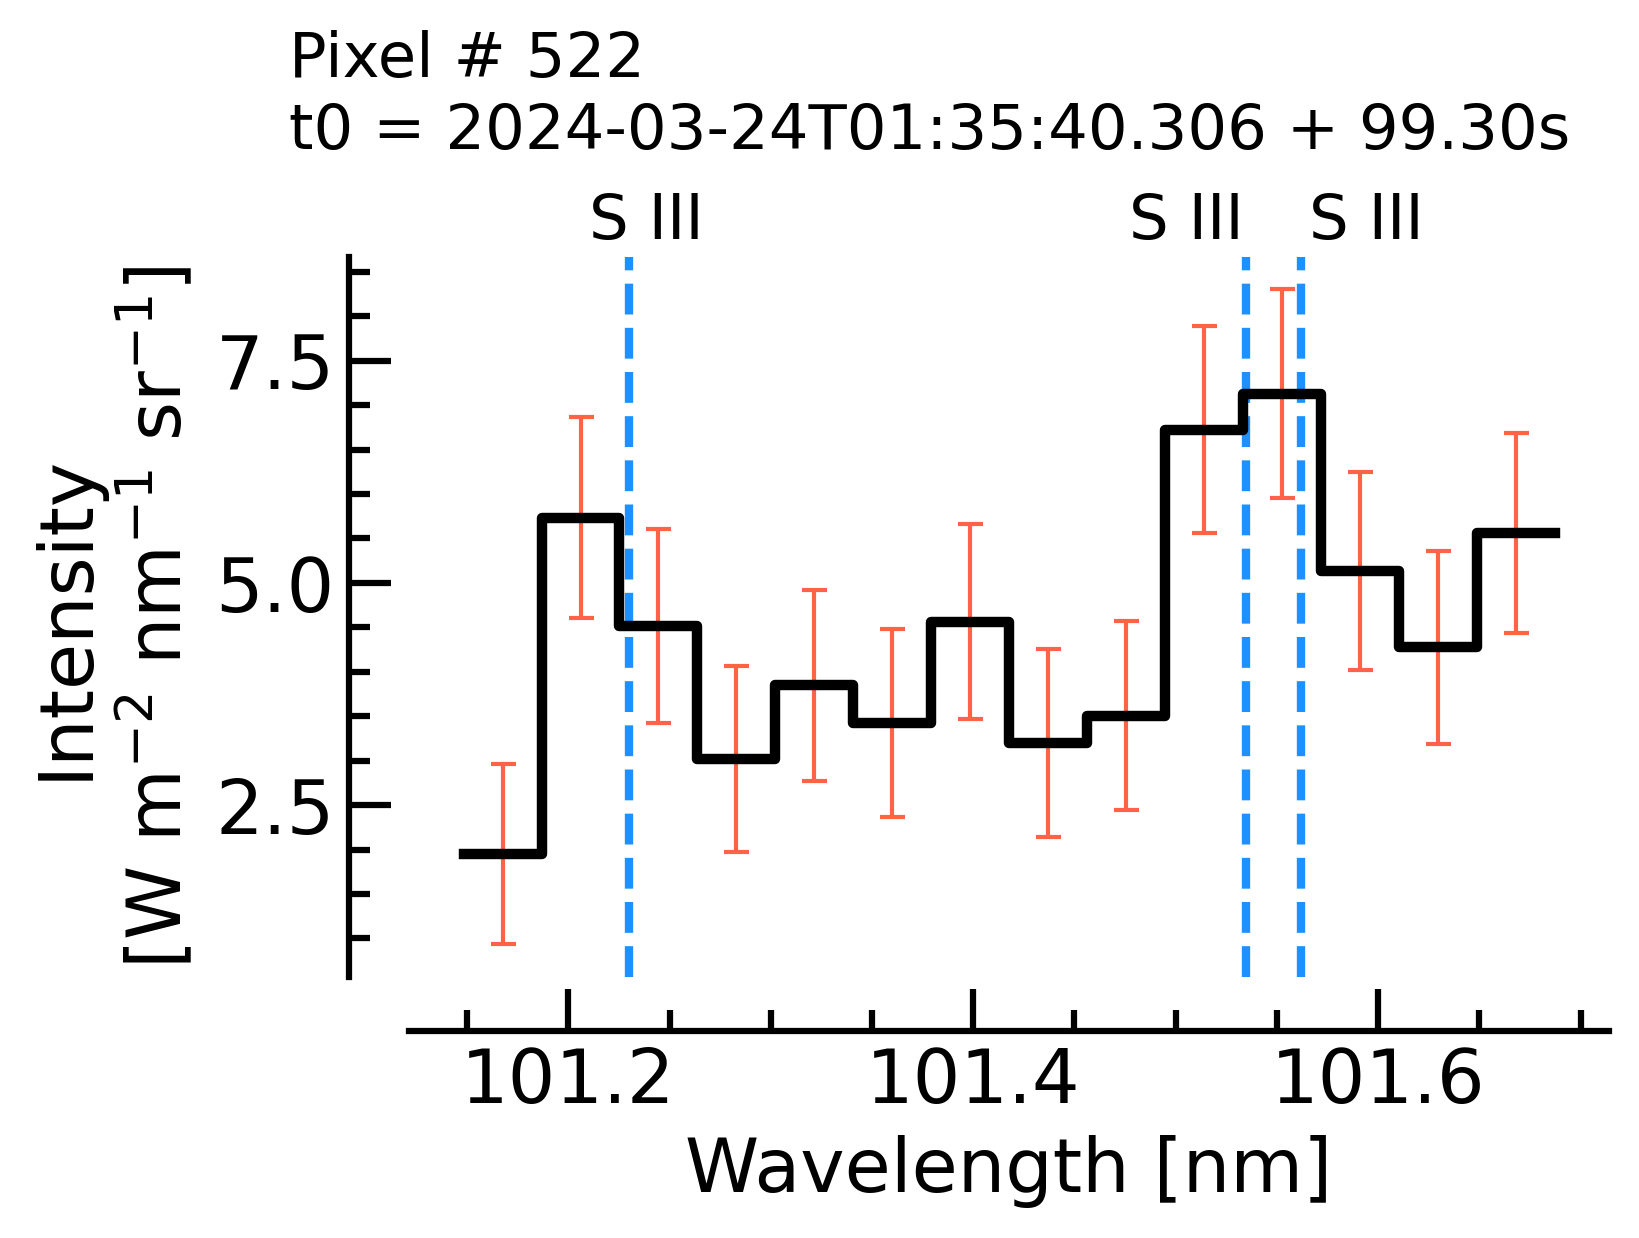 Pixel # 522
t0 = 2024-03-24T01:35:40.306 + 99.30s
S III S III S III
Intensity
[W m⁻² nm⁻¹ sr⁻¹]
7.5
5.0
2.5
101.2 101.4 101.6
Wavelength [nm]